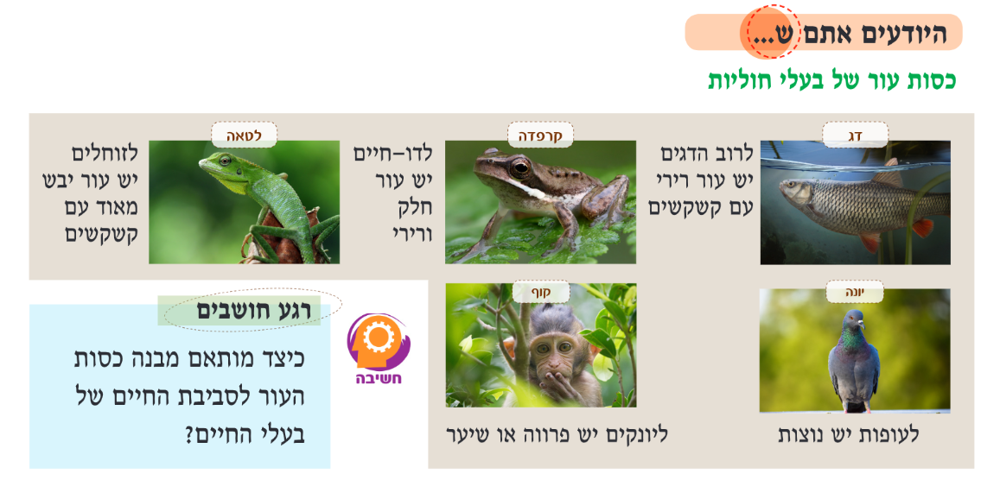 היודעים אתם ש...
כסות עור של בעלי חוליות
דג
לרוב הדגים
יש עור רירי
עם קשקשים
קרפדה
לדו–חיים
יש עור
חלק
ורירי
לטאה
לזוחלים
יש עור יבש
מאוד עם
קשקשים
יונה
לעופות יש נוצות
קוף
ליונקים יש פרווה או שיער
חשיבה
רגע חושבים
כיצד מותאם מבנה כסות
העור לסביבת החיים של
בעלי החיים?